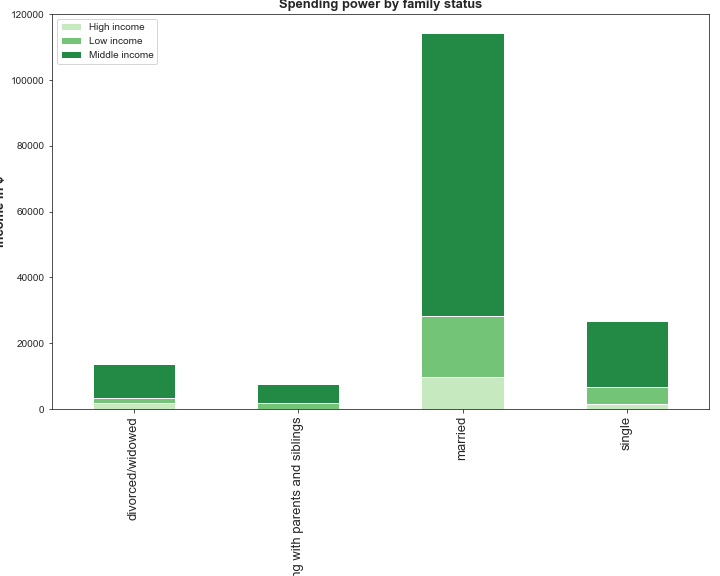 Spending power by family status
High income
Low income
Middle income
120000
100000
80000
60000
40000
20000
0
divorced/widowed
with parents and siblings
married
single